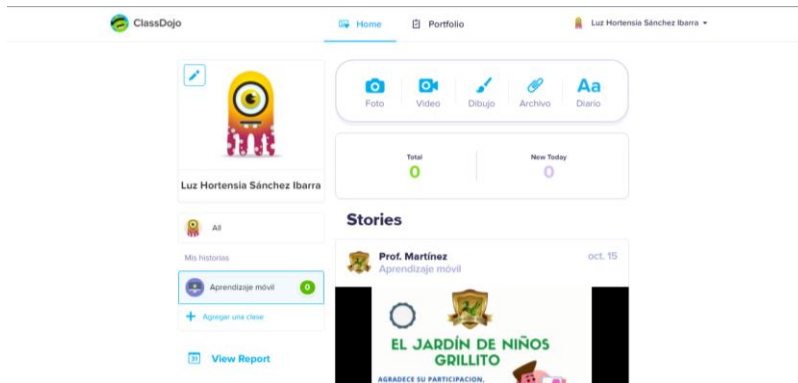 ClassDojo
Home
Portfolio
Luz Hortensia Sánchez Ibarra
Foto
Video
Dibujo
Archivo
Aa
Diario
Total
0
New Today
0
Luz Hortensia Sánchez Ibarra
All
Mis historias
Aprendizaje móvil
0
Agregar una clase
31
View Report
Stories
Prof. Martínez
oct. 15
Aprendizaje móvil
EL JARDÍN DE NIÑOS
GRILLITO
AGRADECE SU PARTICIPACION,